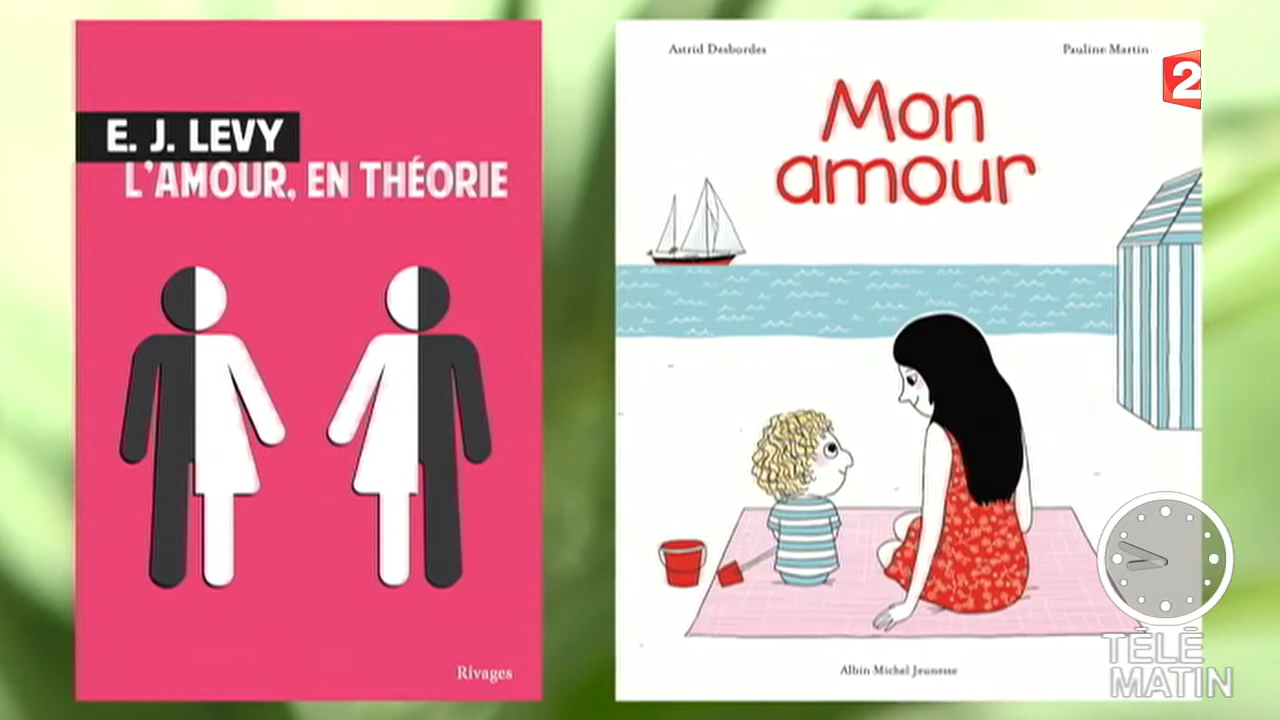 E. J. LEVY
L'AMOUR, EN THÉORIE
Rivages
Astrid Desbordes
Pauline Martin
Mon
amour
Albin Michel Jeunesse
2
TÉLÉ
MATIN